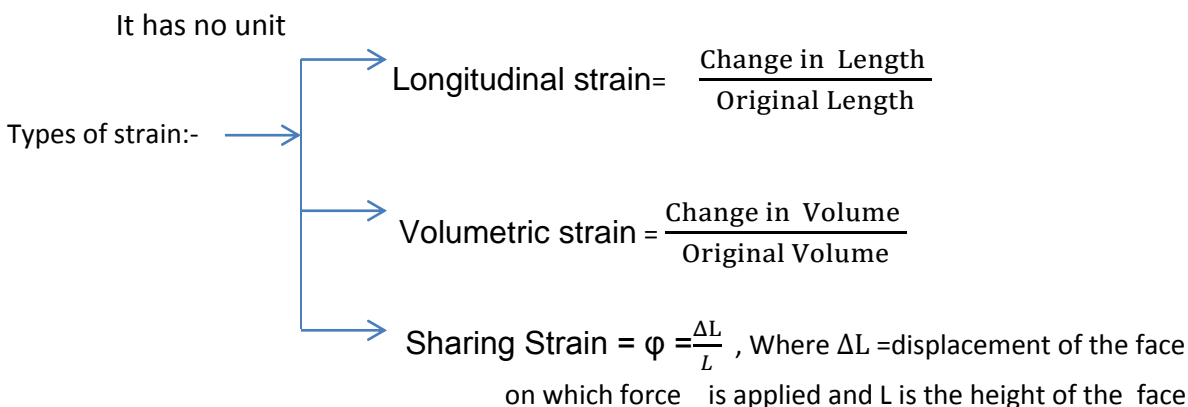 It has no unit
Longitudinal strain= Change in Length / Original Length
Types of strain:-
Volumetric strain = Change in Volume / Original Volume
Sharing Strain = φ = ΔL / L , Where ΔL =displacement of the face
on which force is applied and L is the height of the face